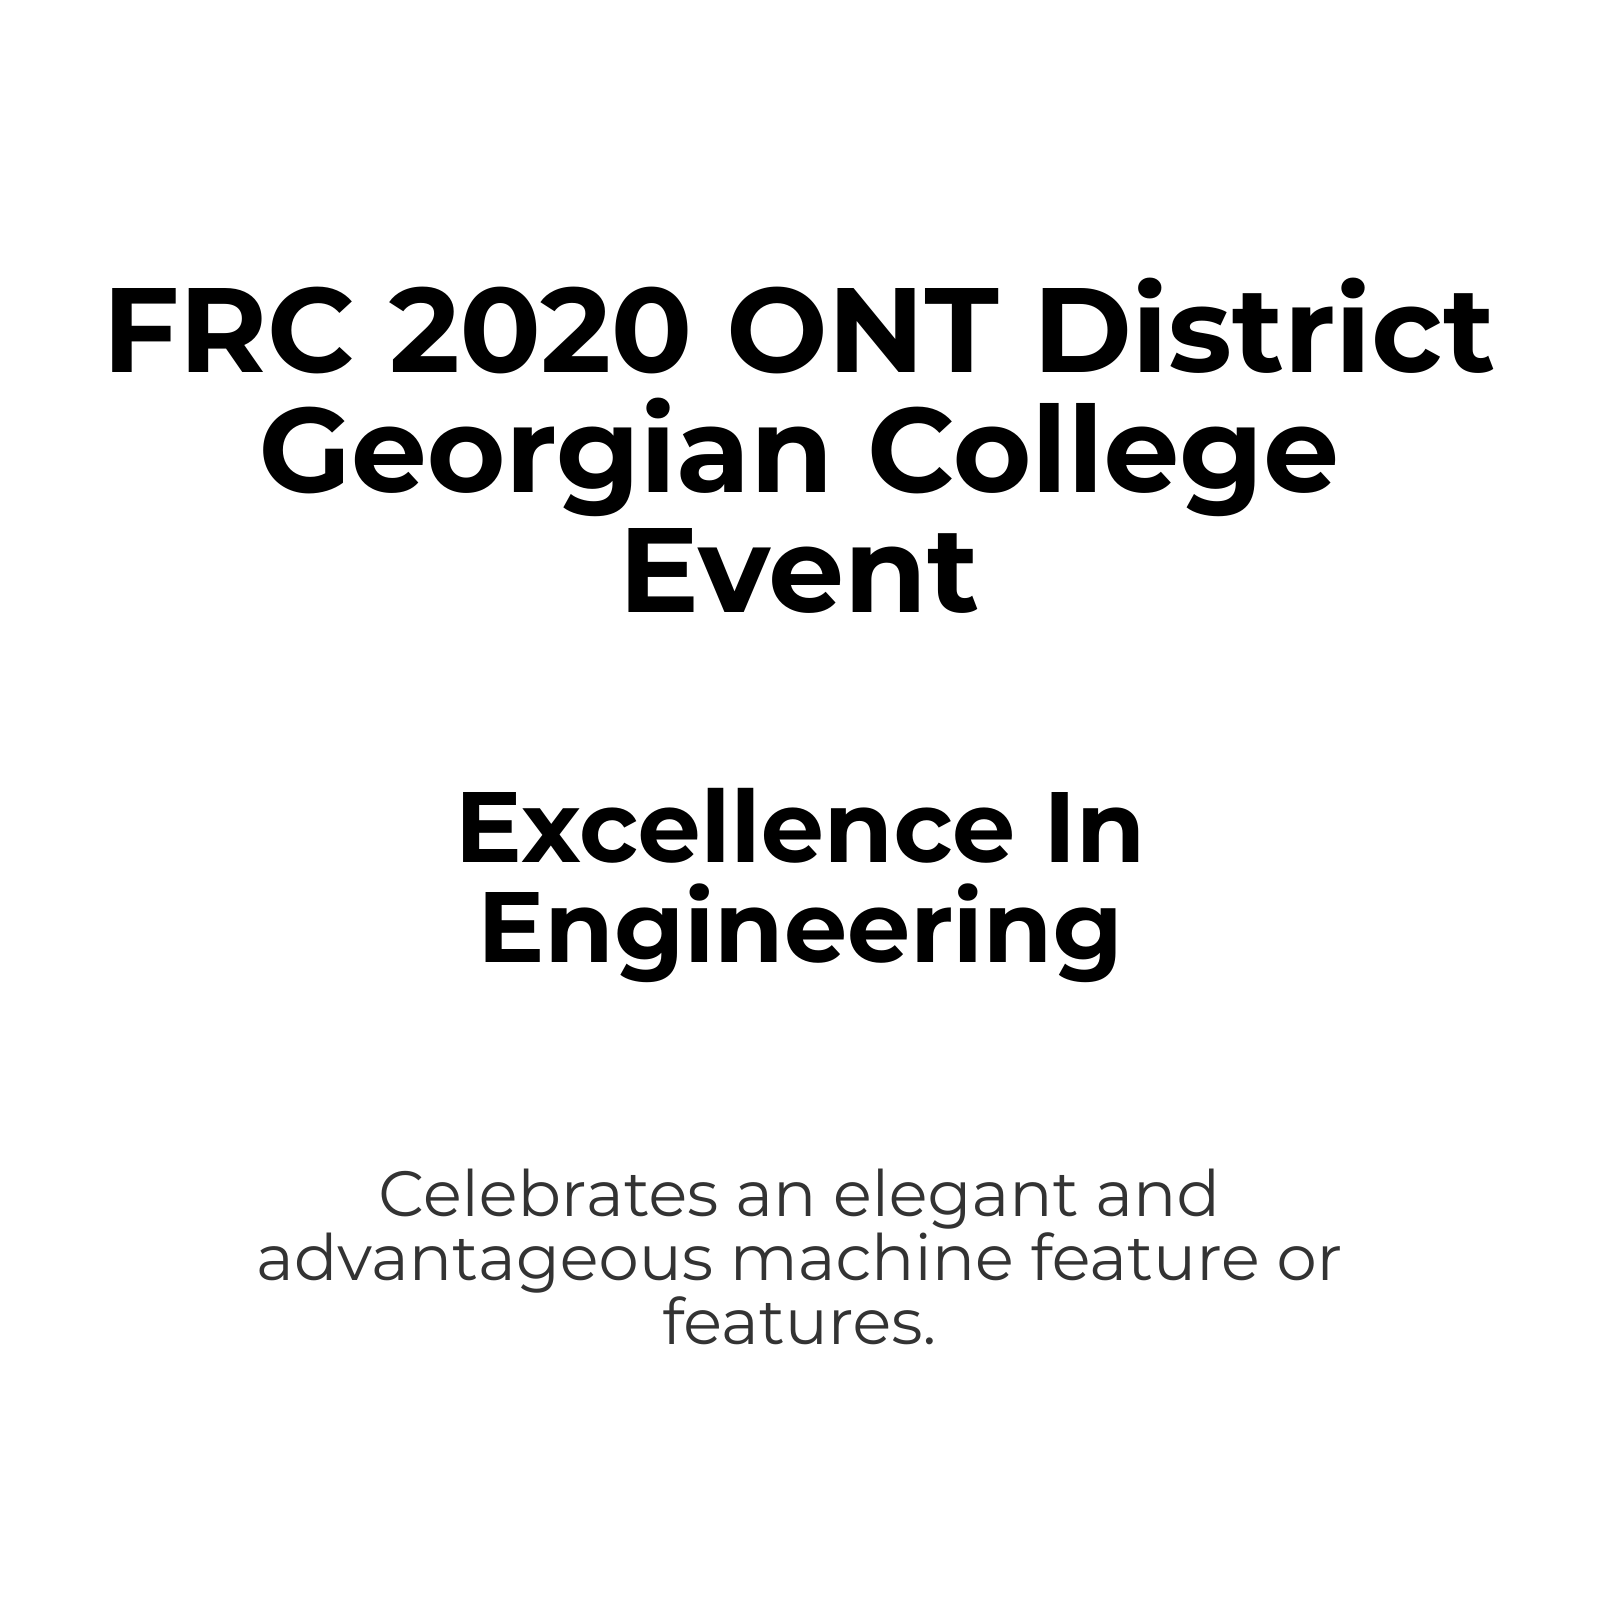 FRC 2020 ONT District
Georgian College
Event
Excellence In
Engineering
Celebrates an elegant and
advantageous machine feature or
features.